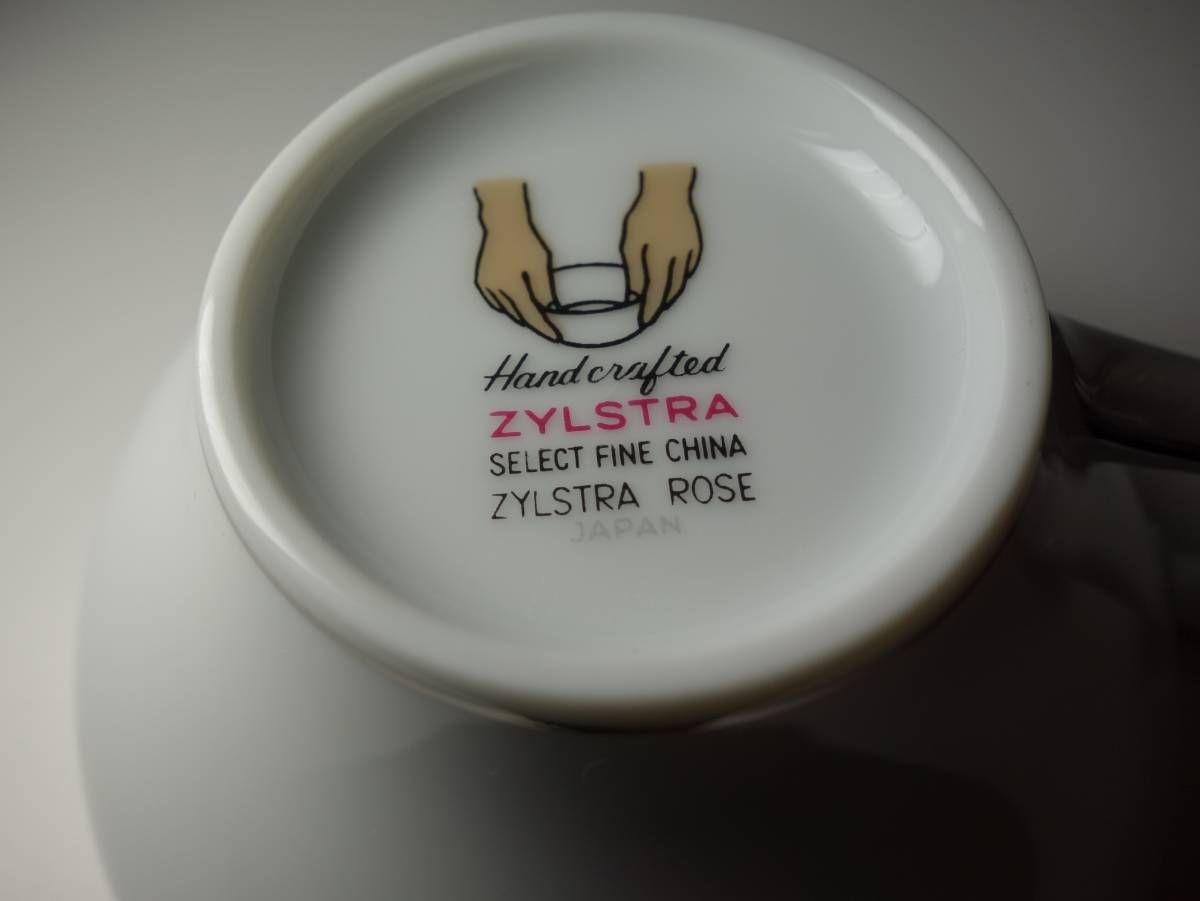 Handcrafted
ZYLSTRA
SELECT FINE CHINA
ZYLSTRA ROSE
JAPAN